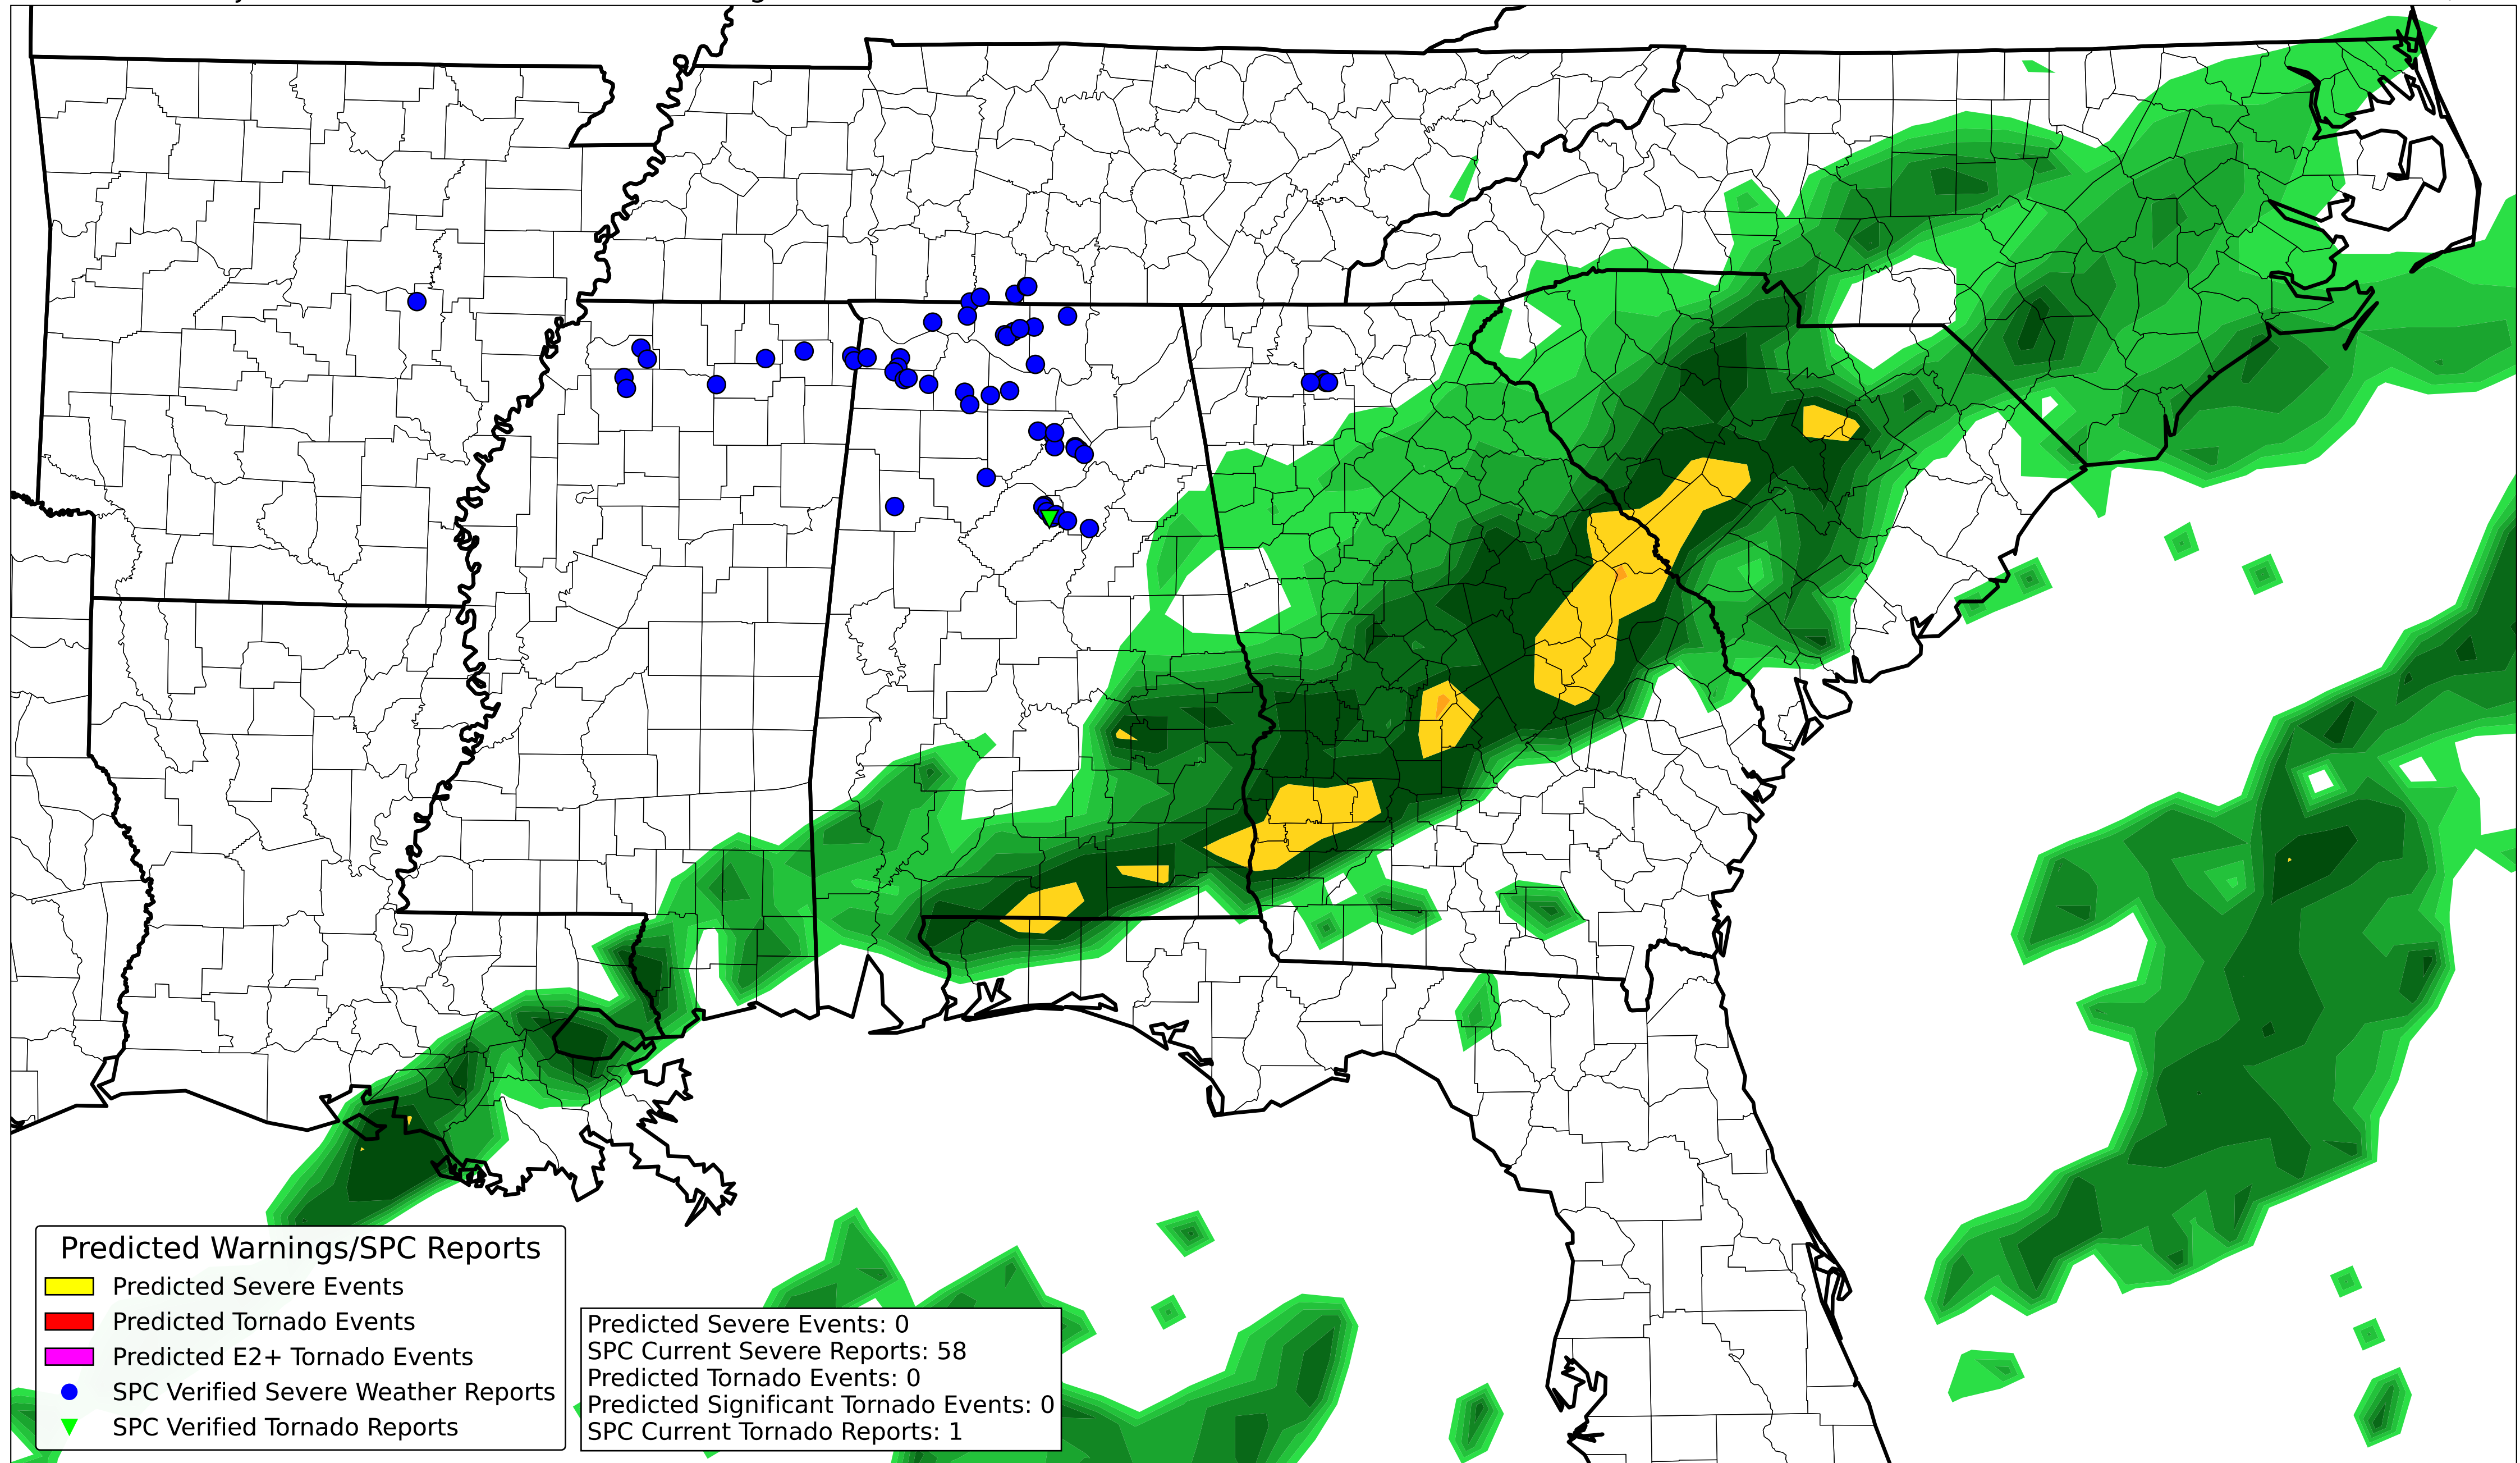 Predicted Warnings/SPC Reports
Predicted Severe Events
Predicted Tornado Events
Predicted E2+ Tornado Events
SPC Verified Severe Weather Reports
SPC Verified Tornado Reports
Predicted Severe Events: 0
SPC Current Severe Reports: 58
Predicted Tornado Events: 0
Predicted Significant Tornado Events: 0
SPC Current Tornado Reports: 1